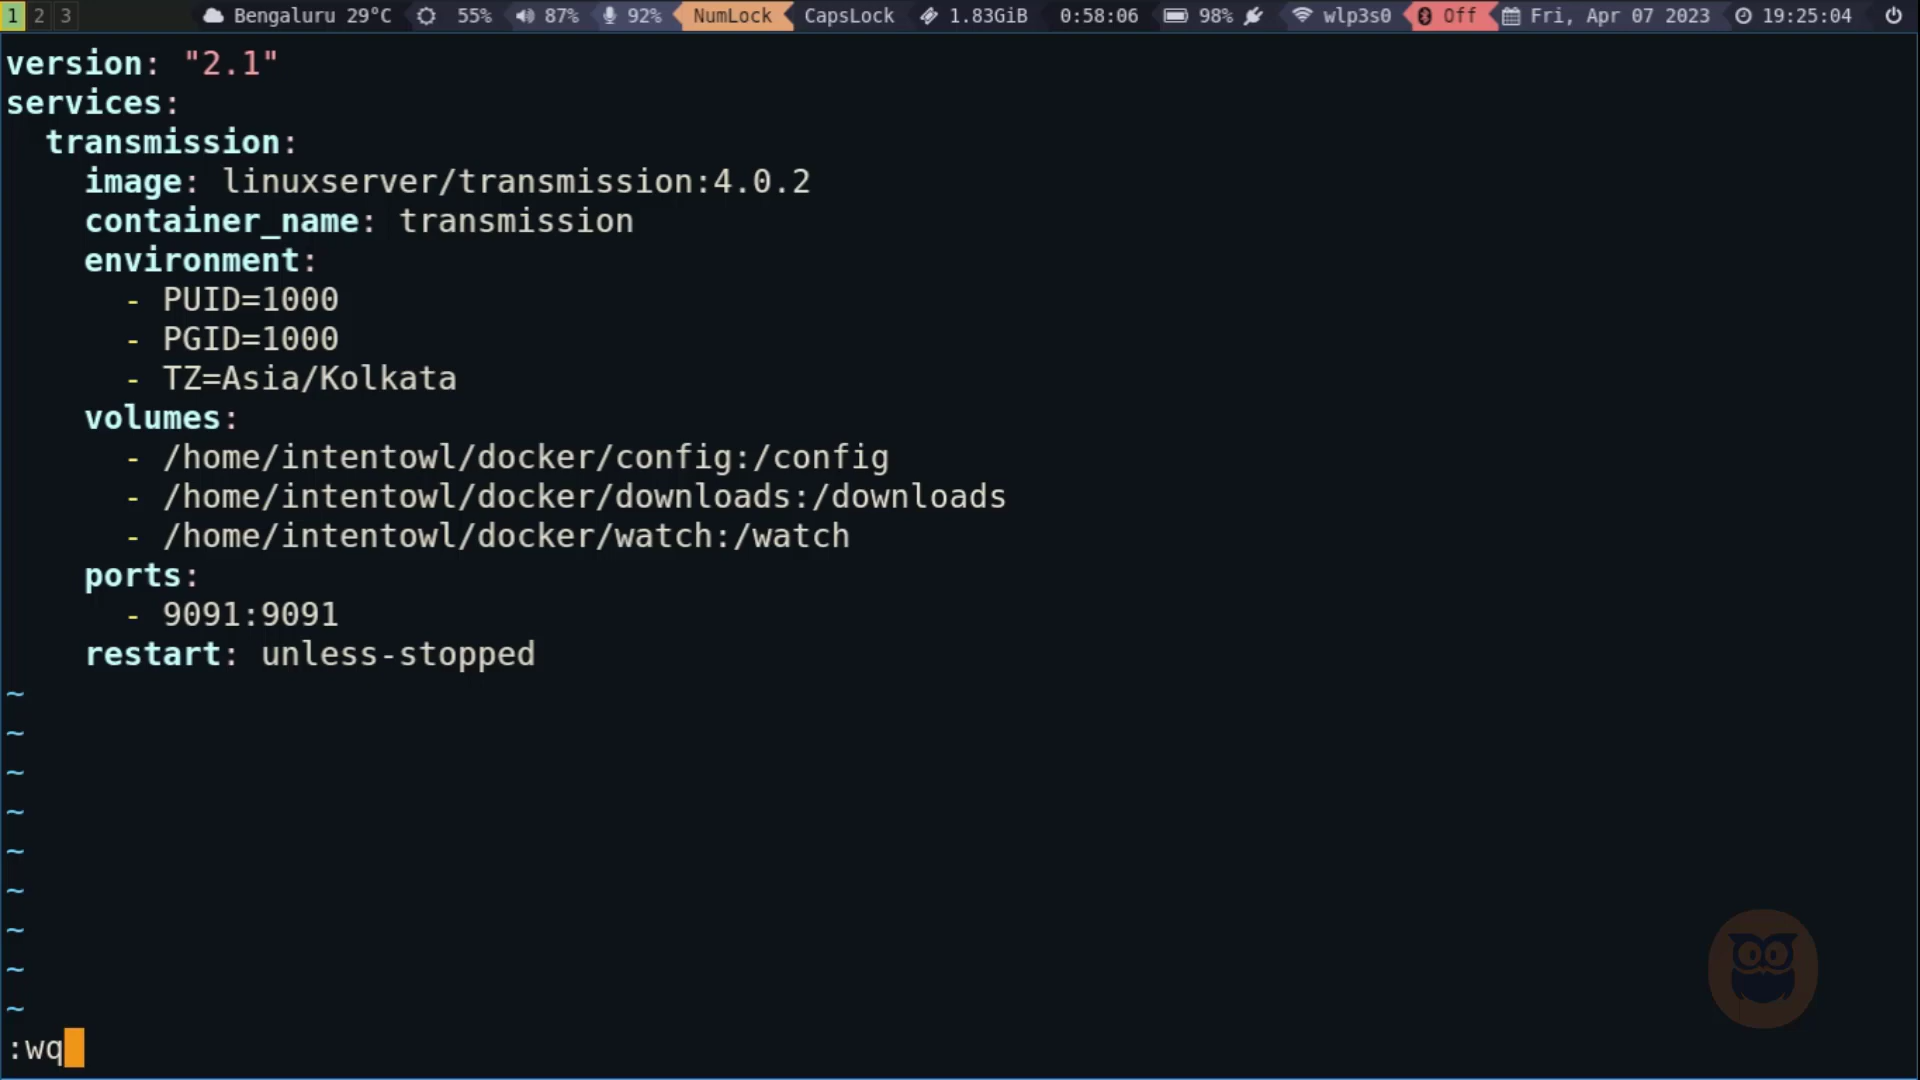 1 2 3 Bengaluru 29°C 55% 87% 92% NumLock CapsLock 1.83GiB 0:58:06 98% wlp3s0 Off Fri, Apr 07 2023 19:25:04
version: "2.1"
services:
  transmission:
    image: linuxserver/transmission:4.0.2
    container_name: transmission
    environment:
      - PUID=1000
      - PGID=1000
      - TZ=Asia/Kolkata
    volumes:
      - /home/intentowl/docker/config:/config
      - /home/intentowl/docker/downloads:/downloads
      - /home/intentowl/docker/watch:/watch
    ports:
      - 9091:9091
    restart: unless-stopped
~
~
~
~
~
~
~
~
~
:wq